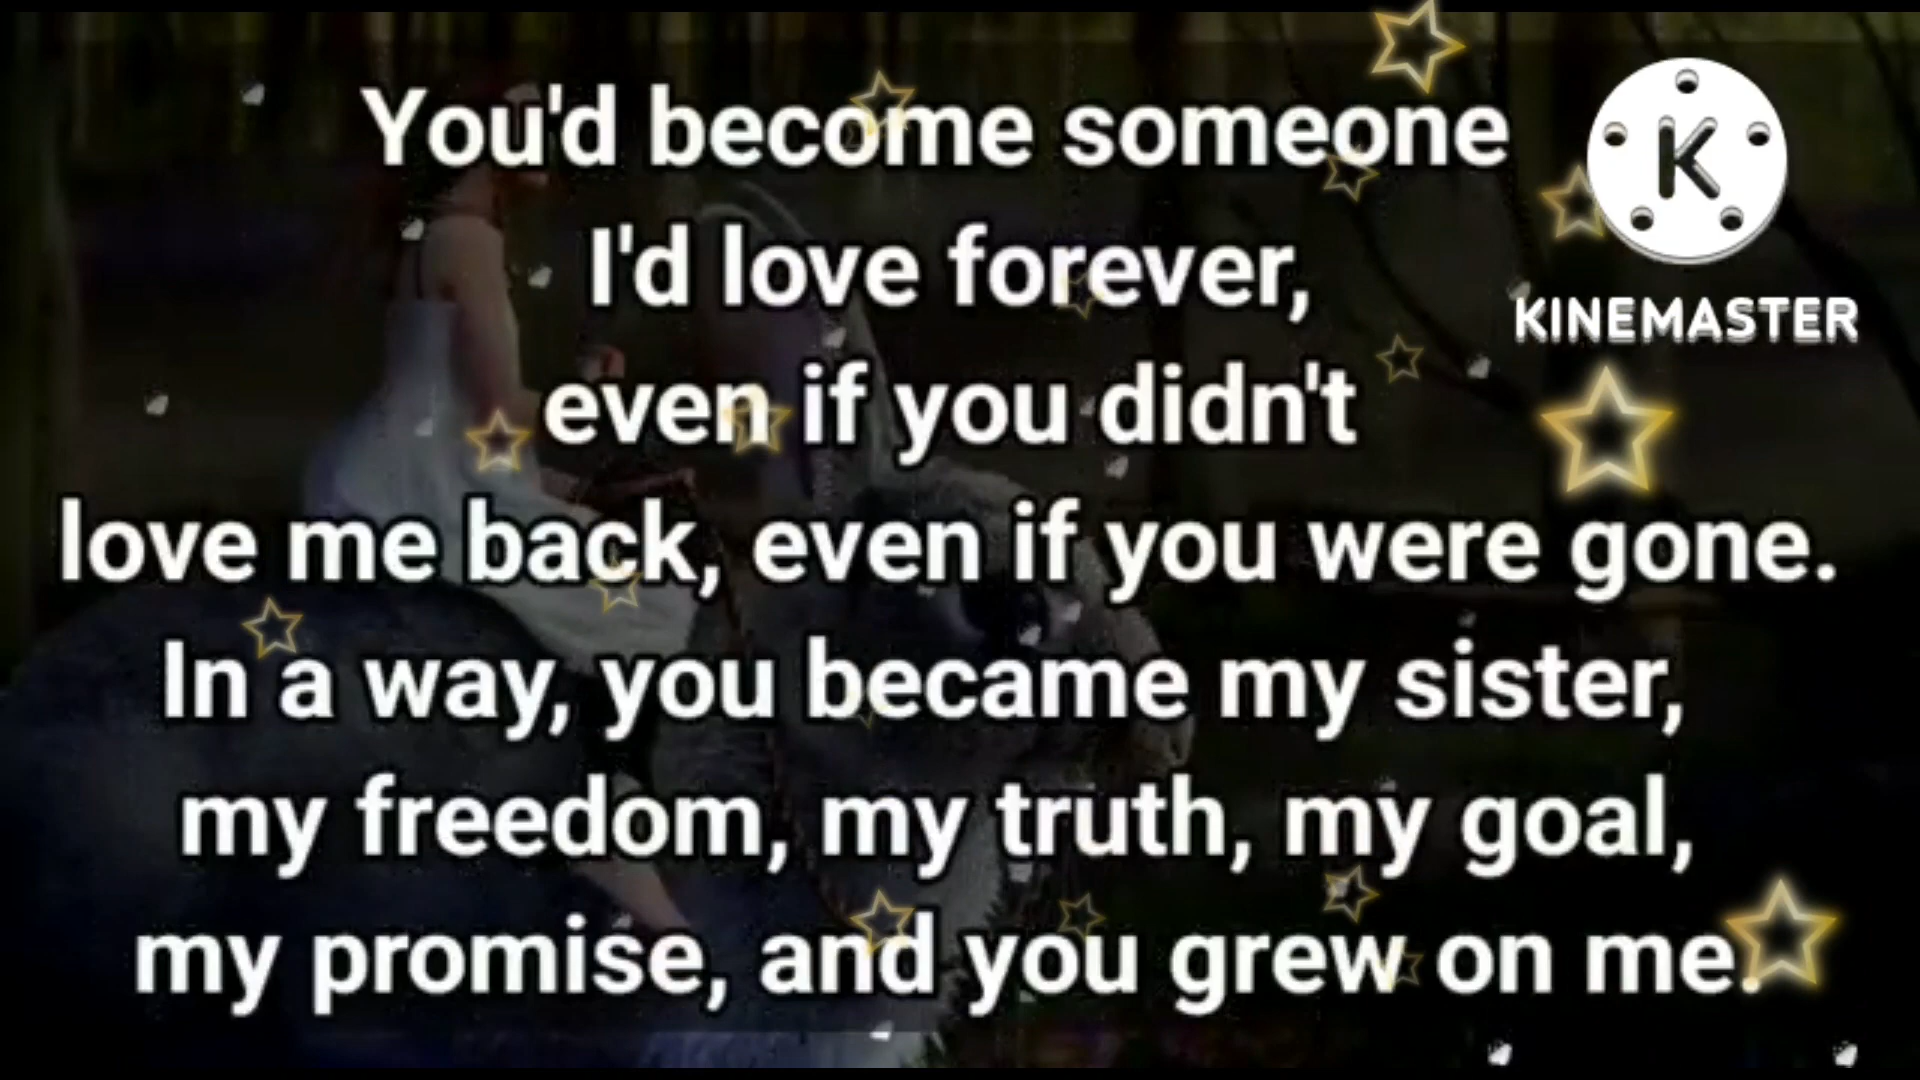 You'd become someone
I'd love forever,
even if you didn't
love me back, even if you were gone.
In a way, you became my sister,
my freedom, my truth, my goal,
my promise, and you grew on me.
K
KINEMASTER